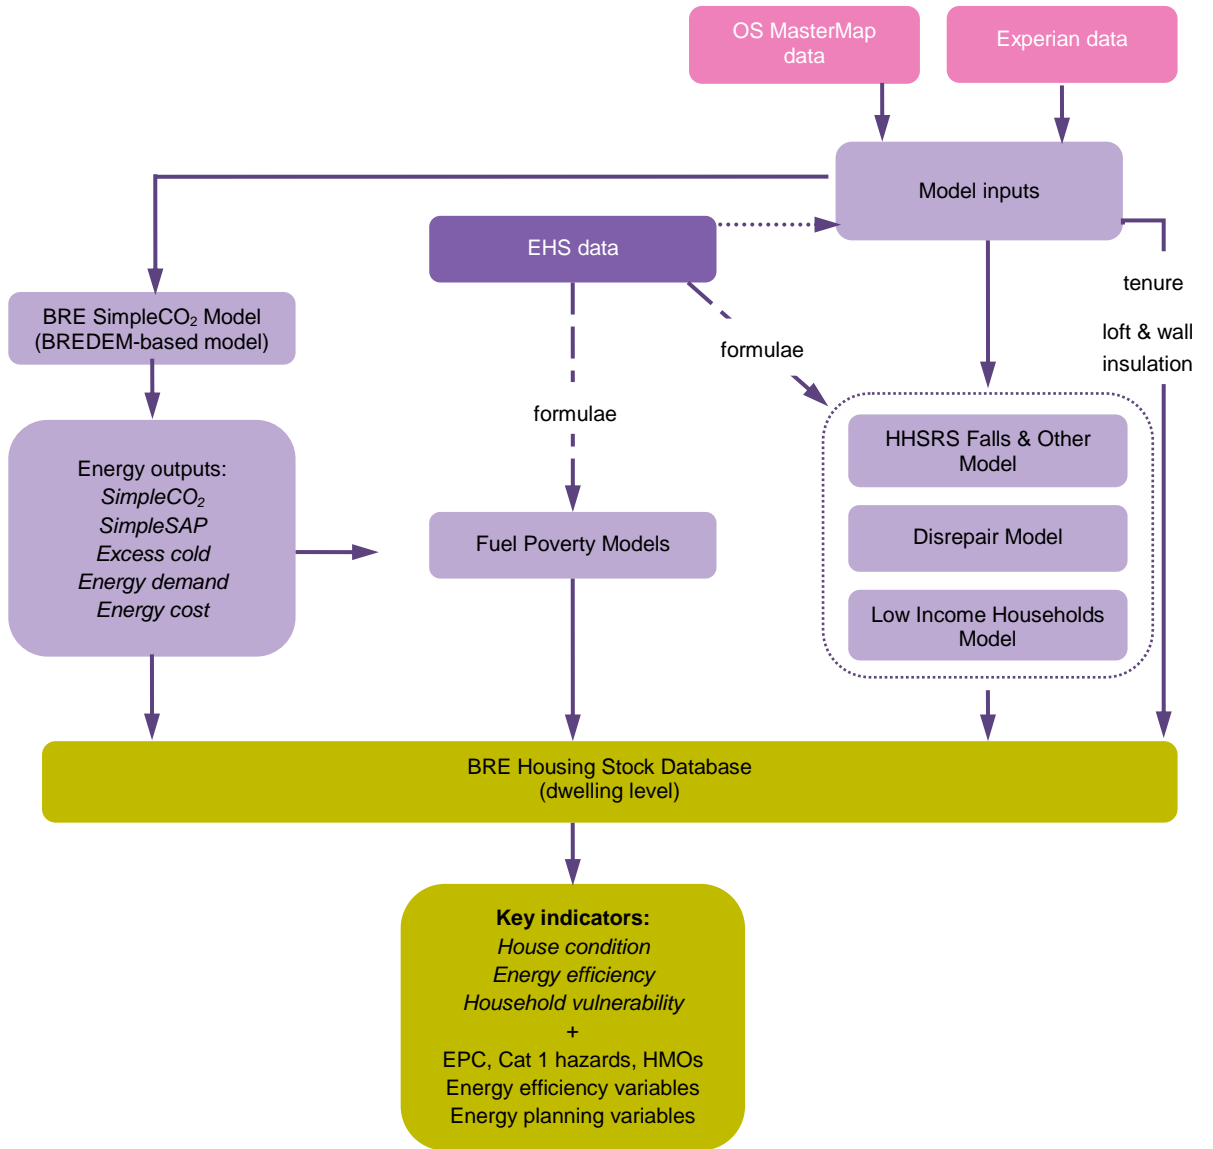 OS MasterMap
data
Experian data
Model inputs
EHS data
tenure
loft & wall
insulation
BRE SimpleCO₂ Model
(BREDEM-based model)
formulae
formulae
HHSRS Falls & Other
Model
Disrepair Model
Low Income Households
Model
Energy outputs:
SimpleCO₂
SimpleSAP
Excess cold
Energy demand
Energy cost
Fuel Poverty Models
BRE Housing Stock Database
(dwelling level)
Key indicators:
House condition
Energy efficiency
Household vulnerability
+
EPC, Cat 1 hazards, HMOs
Energy efficiency variables
Energy planning variables